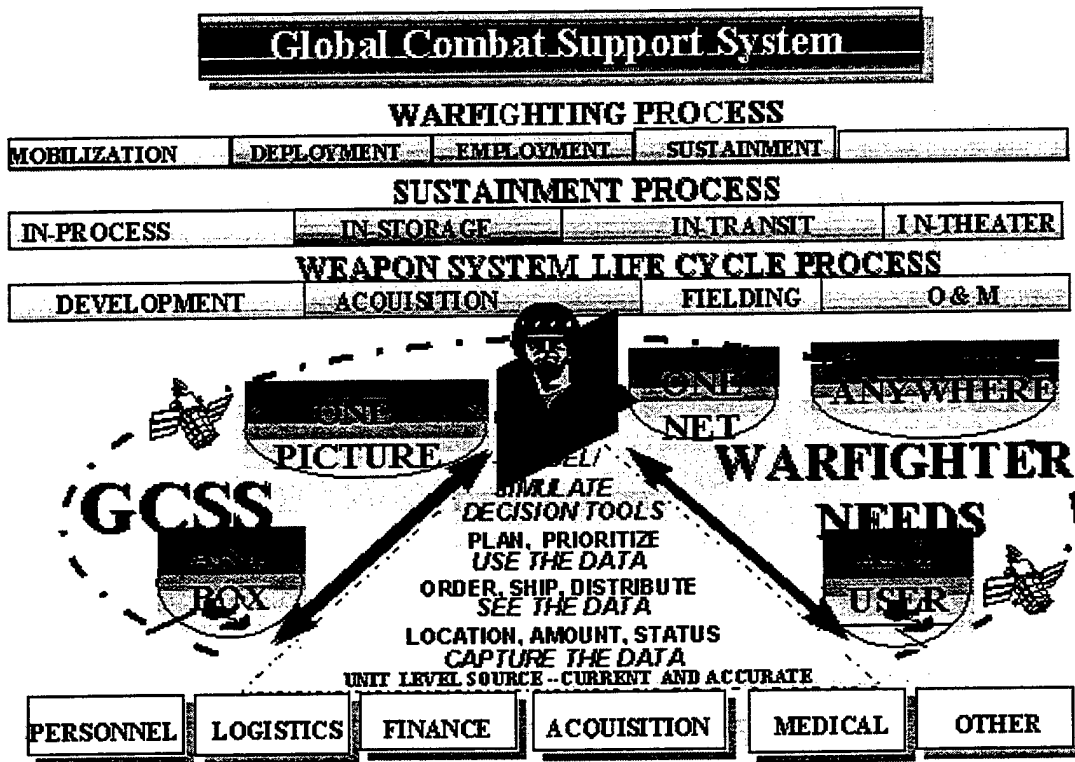 Global Combat Support System
WARFIGHTING PROCESS
MOBILIZATION DEPLOYMENT EMPLOYMENT SUSTAINMENT
SUSTAINMENT PROCESS
IN-PROCESS IN-STORAGE IN-TRANSIT IN-THEATER
WEAPON SYSTEM LIFE CYCLE PROCESS
DEVELOPMENT ACQUISITION FIELDING O & M
ONE
PICTURE
ONE
NET
ANYWHERE
GCSS
WARFIGHTER
NEEDS
BOX
USER
SIMULATE
DECISION TOOLS
PLAN, PRIORITIZE
USE THE DATA
ORDER, SHIP, DISTRIBUTE
SEE THE DATA
LOCATION, AMOUNT, STATUS
CAPTURE THE DATA
UNIT LEVEL SOURCE--CURRENT AND ACCURATE
PERSONNEL LOGISTICS FINANCE ACQUISITION MEDICAL OTHER